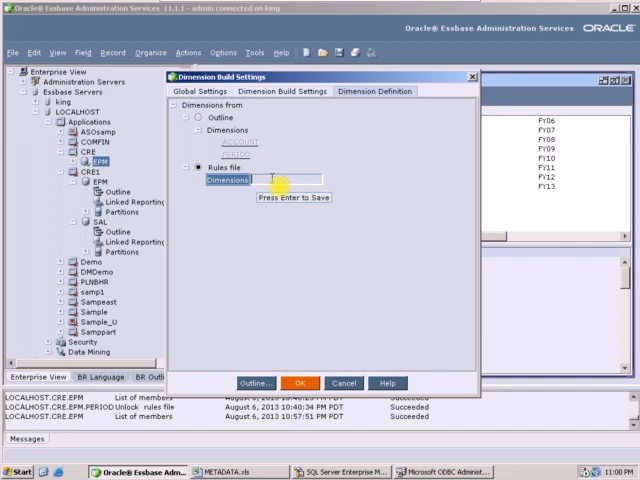 Oracle® Essbase Administration Services 11.1.1 - admin connected on king
Oracle® Essbase Administration Services ORACLE
File Edit View Field Record Organize Actions Options Tools Help
Enterprise View
Administration Servers
Essbase Servers
king
LOCALHOST
Applications
ASOsamp
COMFIN
CRE
EPM
CRE1
EPM
Outline
Linked Reporting
Partitions
SAL
Outline
Linked Reporting
Partitions
Demo
DMDemo
PLNBHR
samp1
Sampeast
Sample
Sample_U
Samppart
Security
Data Mining
Enterprise View BR Language BR Outli
Dimension Build Settings
Global Settings Dimension Build Settings Dimension Definition
Dimensions from
Outline
Dimensions
ACCOUNT
PERIOD
Rules file
Dimensions
Press Enter to Save
Outline... OK Cancel Help
FY06
FY07
FY08
FY09
FY10
FY11
FY12
FY13
LOCALHOST.CRE.EPM List of members August 6, 2013 PM PDT Succeeded
LOCALHOST.CRE.EPM.PERIOD Unlock rules file August 6, 2013 10:40:34 PM PDT Succeeded
LOCALHOST.CRE.EPM List of members August 6, 2013 10:57:51 PM PDT Succeeded
Messages
Start Oracle® Essbase Adm... METADATA.xls SQL Server Enterprise M... Microsoft ODBC Administ... 11:00 PM